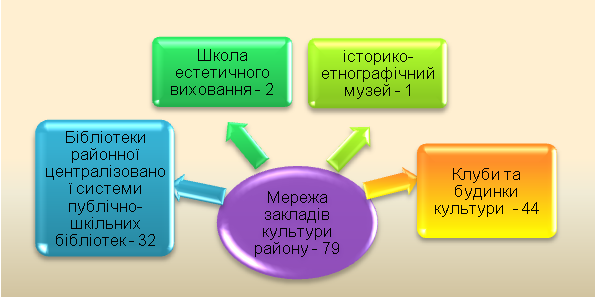 Школа
естетичного
виховання - 2
історико-
етнографічний
музей - 1
Бібліотеки
районної
централізовано
ї системи
публічно-
шкільних
бібліотек - 32
Мережа
закладів
культури
району - 79
Клуби та
будинки
культури - 44